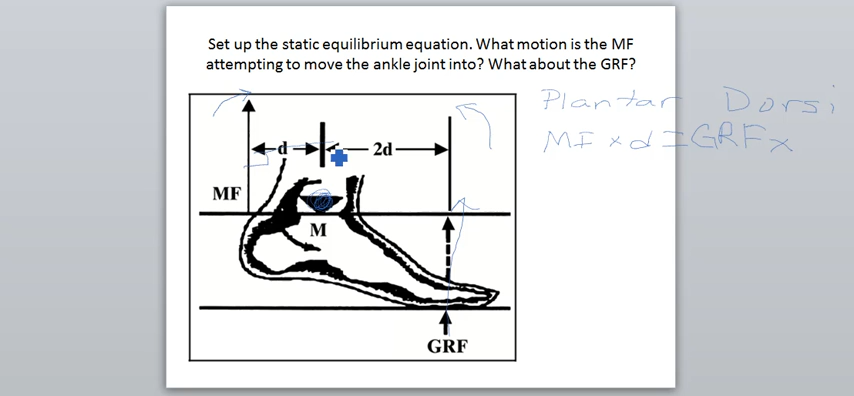 Set up the static equilibrium equation. What motion is the MF
attempting to move the ankle joint into? What about the GRF?
Plantar Dorsi
MF x d = GRF x
d 2d
MF
M
GRF